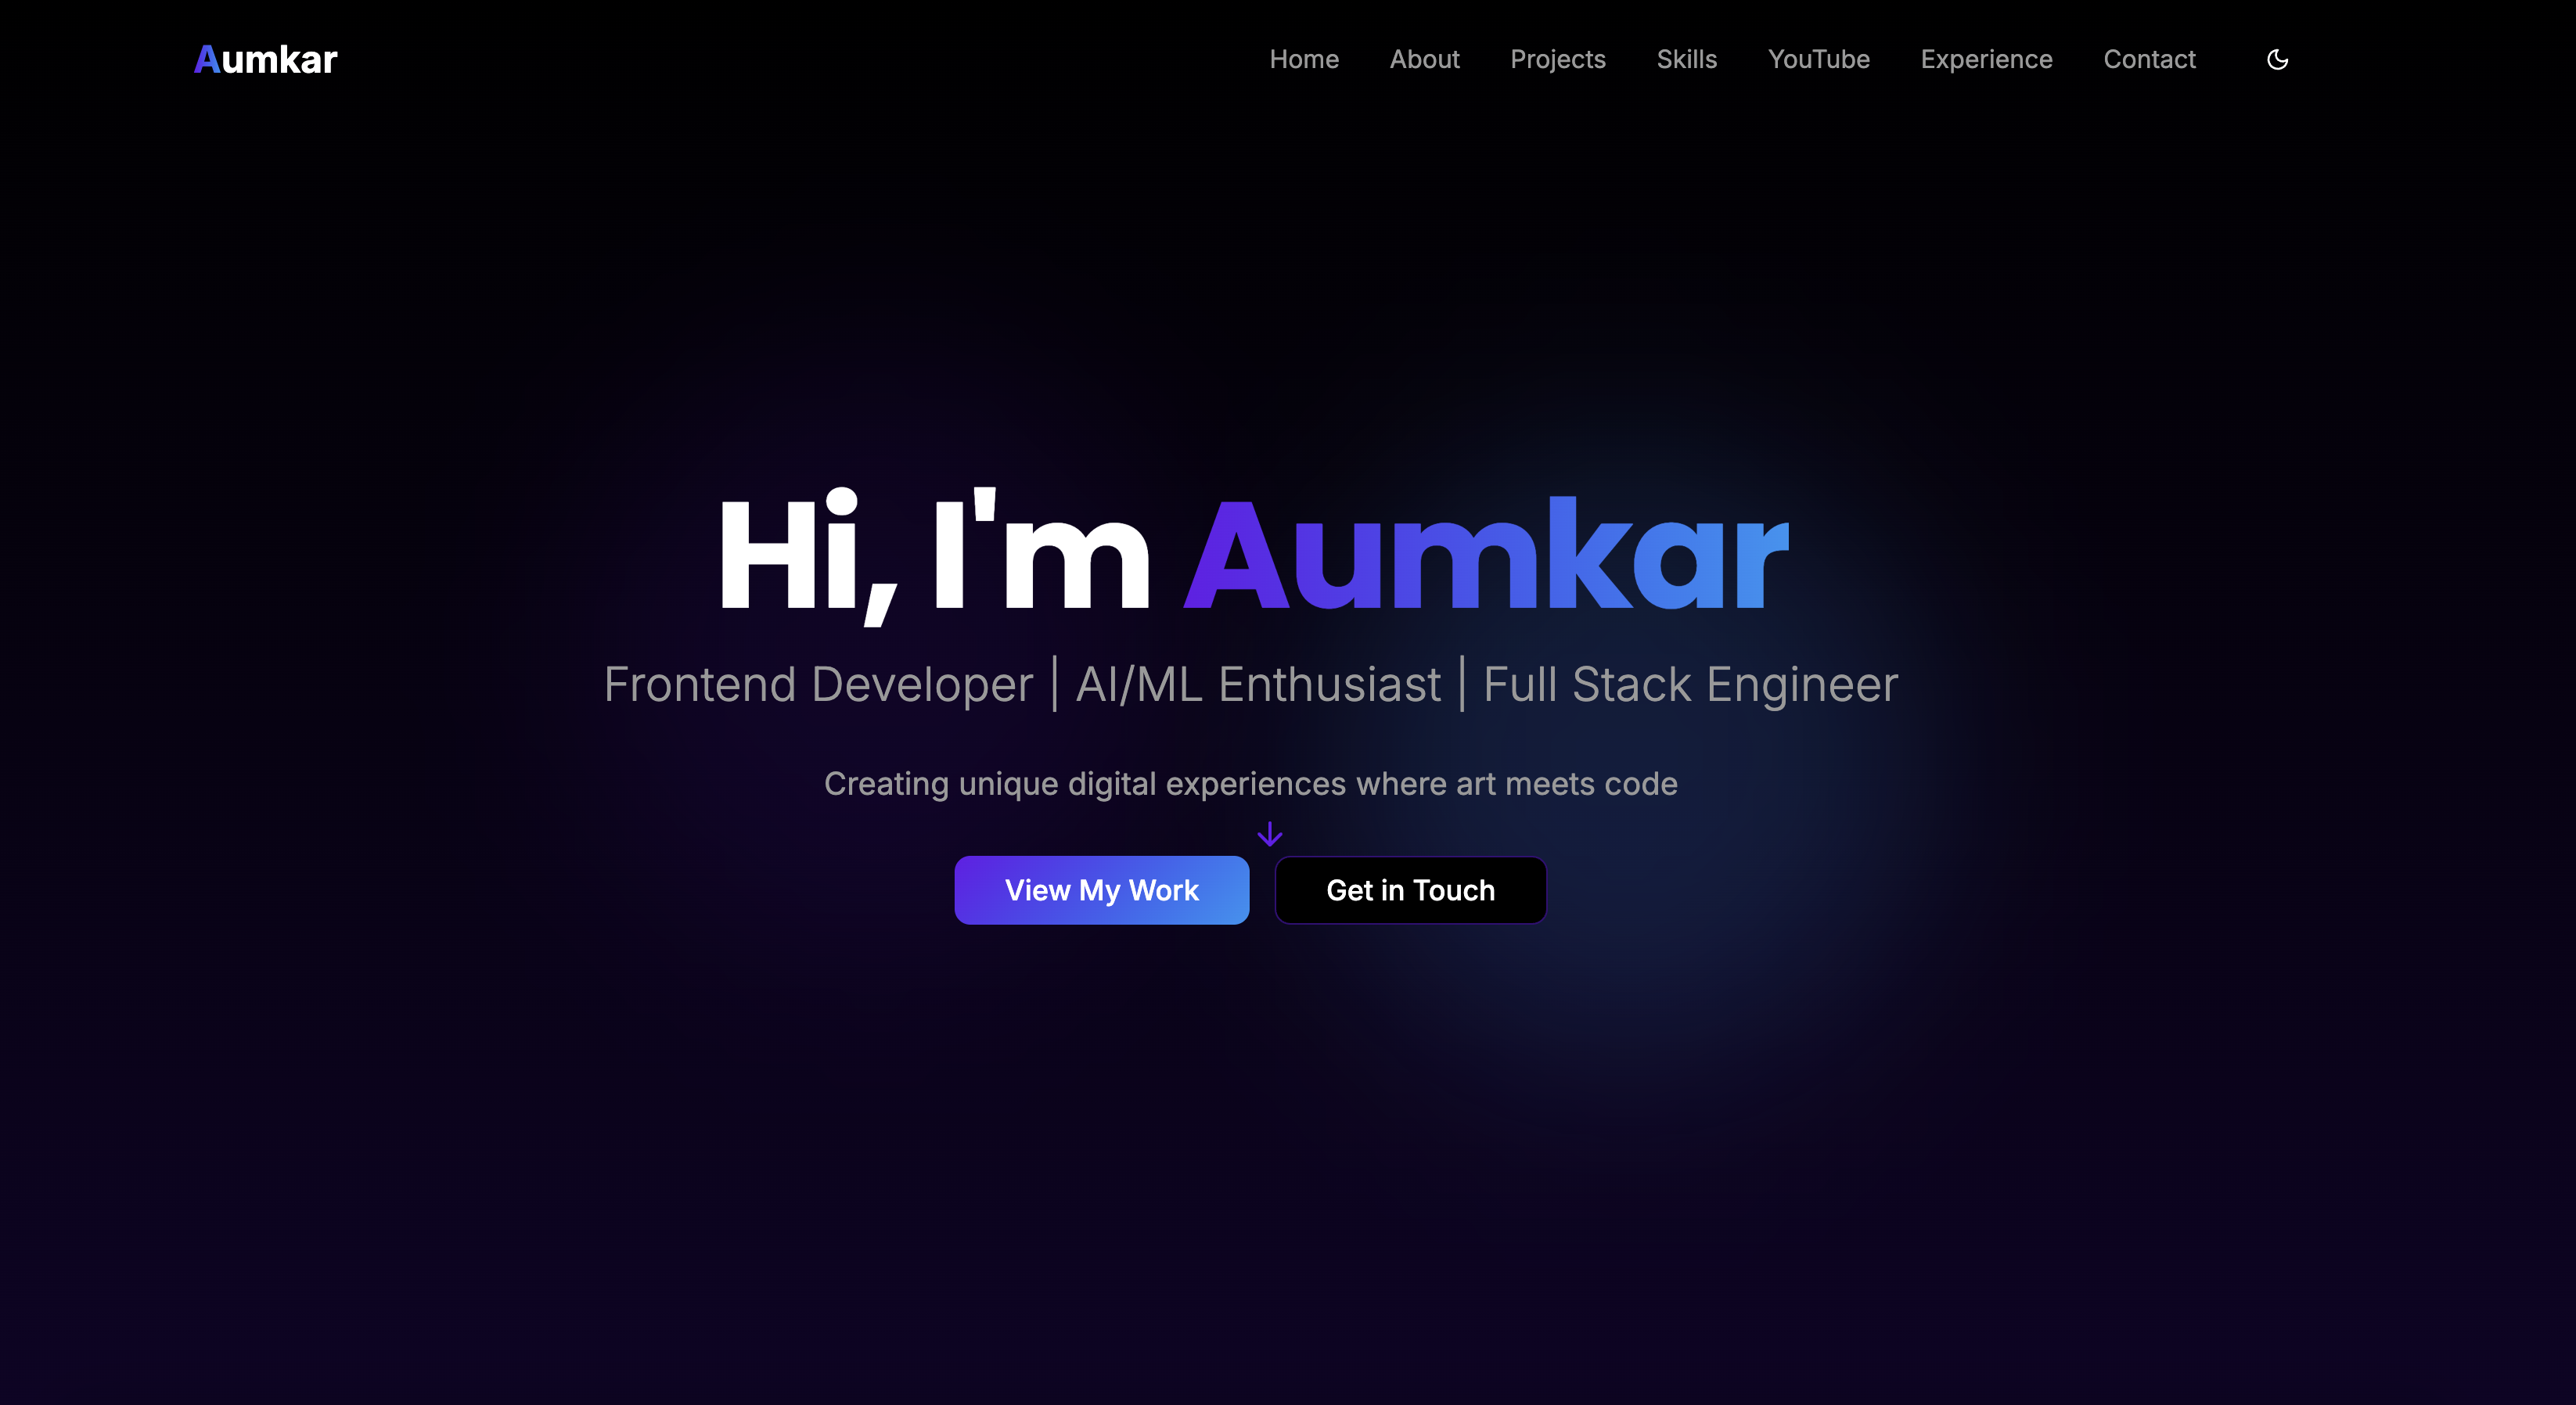 Aumkar
Home About Projects Skills YouTube Experience Contact
Hi, I'm Aumkar
Frontend Developer | AI/ML Enthusiast | Full Stack Engineer
Creating unique digital experiences where art meets code
View My Work
Get in Touch